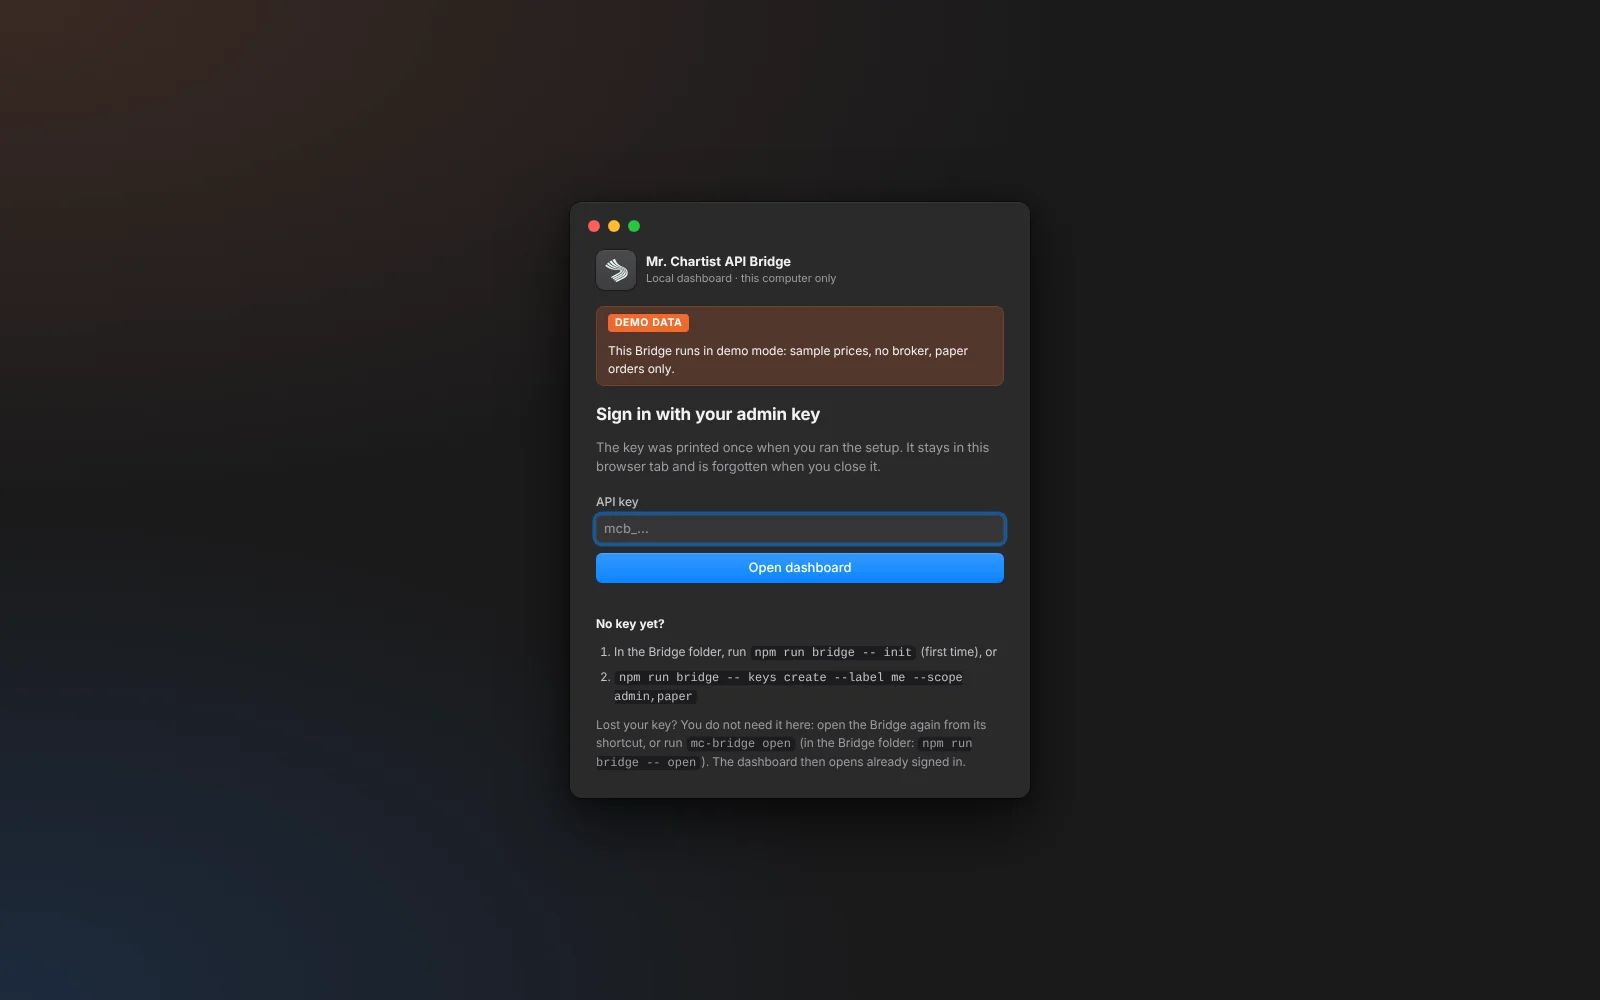 Mr. Chartist API Bridge
Local dashboard · this computer only
DEMO DATA
This Bridge runs in demo mode: sample prices, no broker, paper
orders only.
Sign in with your admin key
The key was printed once when you ran the setup. It stays in this
browser tab and is forgotten when you close it.
API key
mcb_...
Open dashboard
No key yet?
1. In the Bridge folder, run npm run bridge -- init (first time), or
2. npm run bridge -- keys create --label me --scope
admin,paper
Lost your key? You do not need it here: open the Bridge again from its
shortcut, or run mc-bridge open (in the Bridge folder: npm run
bridge -- open ). The dashboard then opens already signed in.